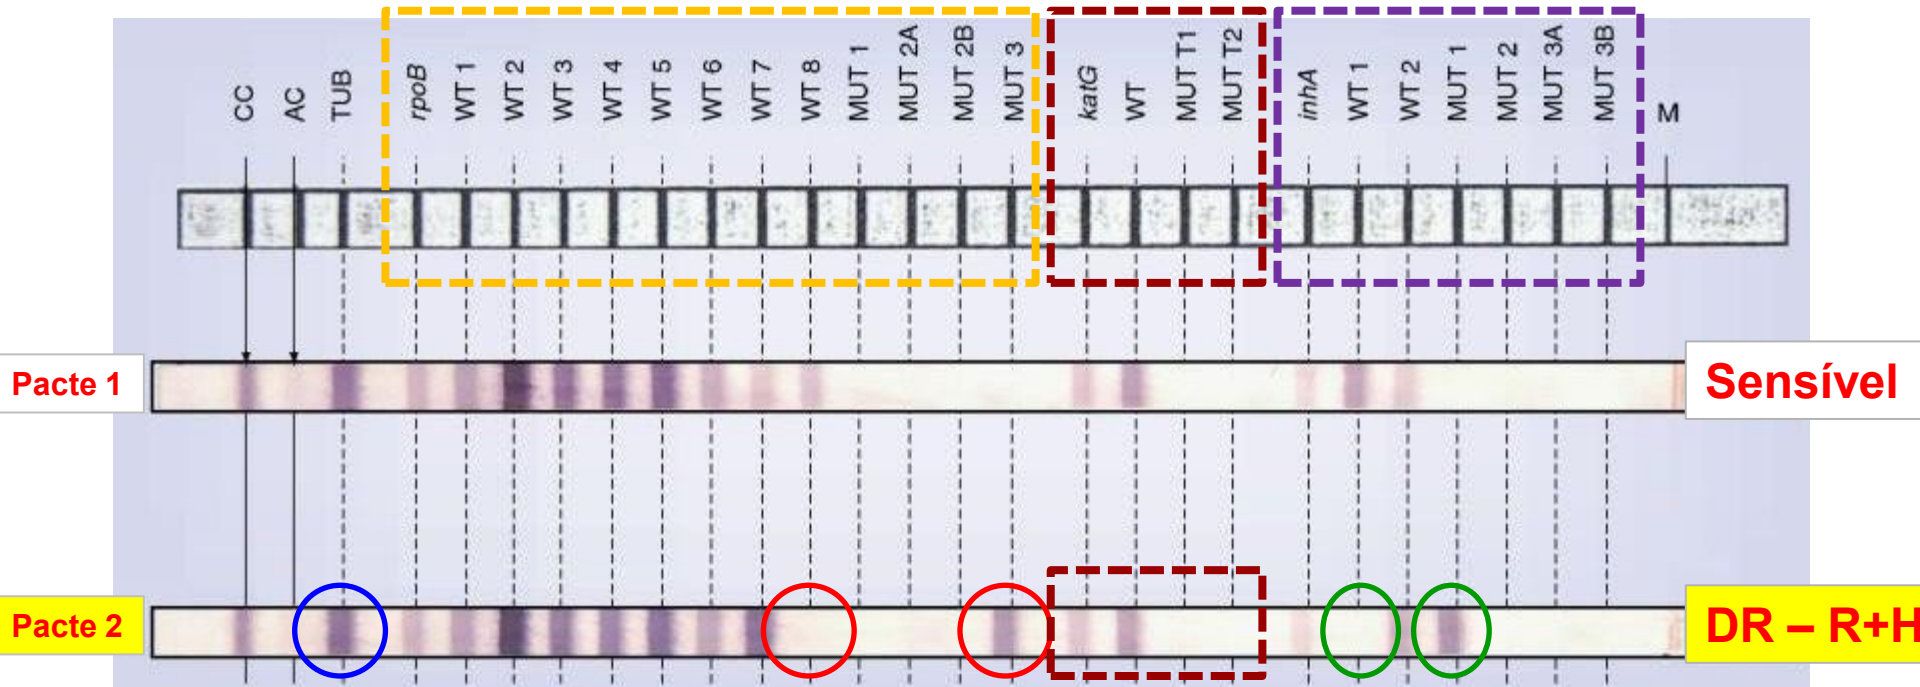 CC AC TUB rpoB WT 1 WT 2 WT 3 WT 4 WT 5 WT 6 WT 7 WT 8 MUT 1 MUT 2A MUT 2B MUT 3 katG WT MUT T1 MUT T2 inhA WT 1 WT 2 MUT 1 MUT 2 MUT 3A MUT 3B M
Pacte 1 Sensível
Pacte 2 DR – R+H